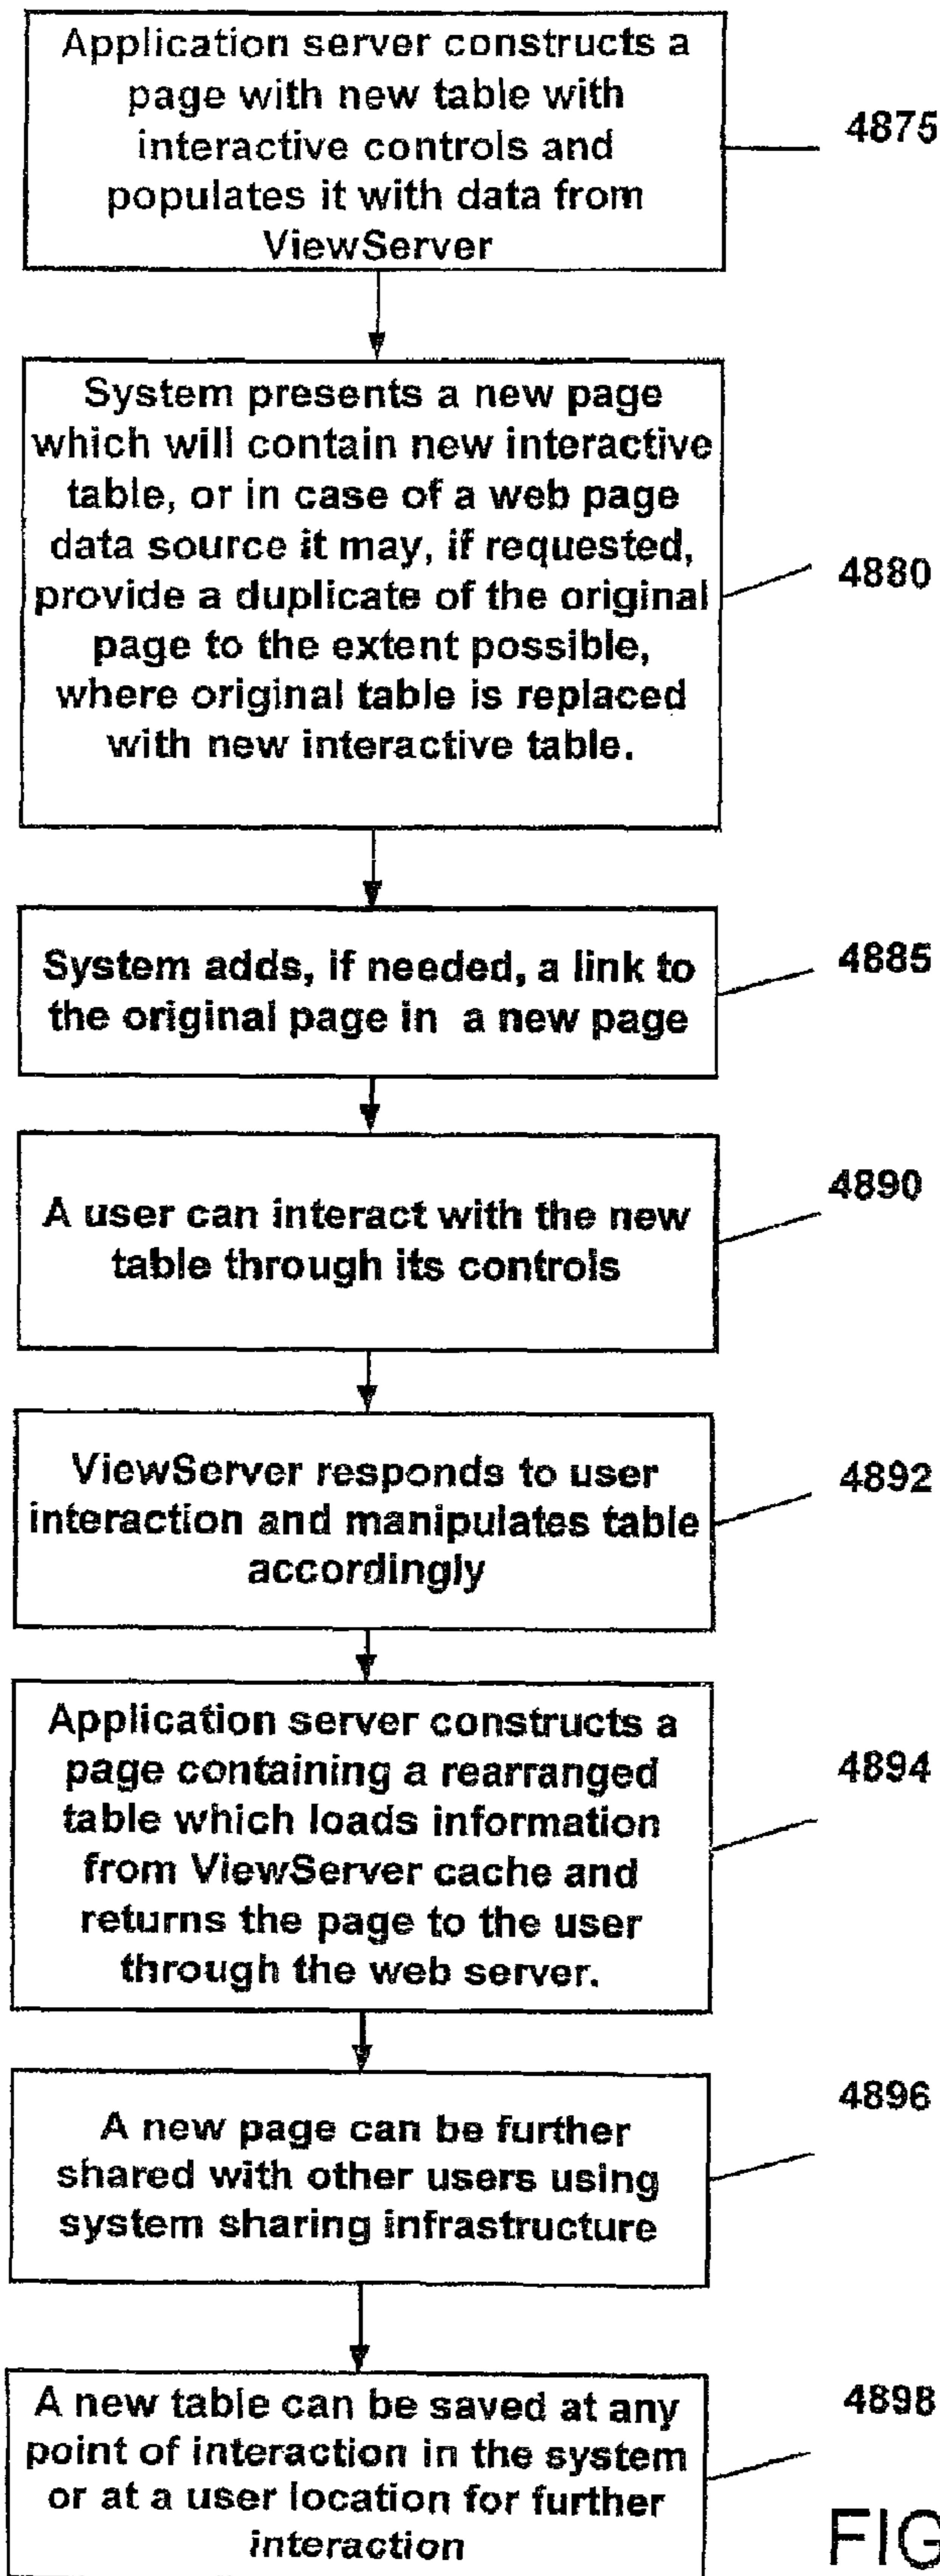 Application server constructs a
page with new table with
interactive controls and
populates it with data from
ViewServer
4875
System presents a new page
which will contain new interactive
table, or in case of a web page
data source it may, if requested,
provide a duplicate of the original
page to the extent possible,
where original table is replaced
with new interactive table.
4880
System adds, if needed, a link to
the original page in a new page
4885
A user can interact with the new
table through its controls
4890
ViewServer responds to user
interaction and manipulates table
accordingly
4892
Application server constructs a
page containing a rearranged
table which loads information
from ViewServer cache and
returns the page to the user
through the web server.
4894
A new page can be further
shared with other users using
system sharing infrastructure
4896
A new table can be saved at any
point of interaction in the system
or at a user location for further
interaction
4898
FIG